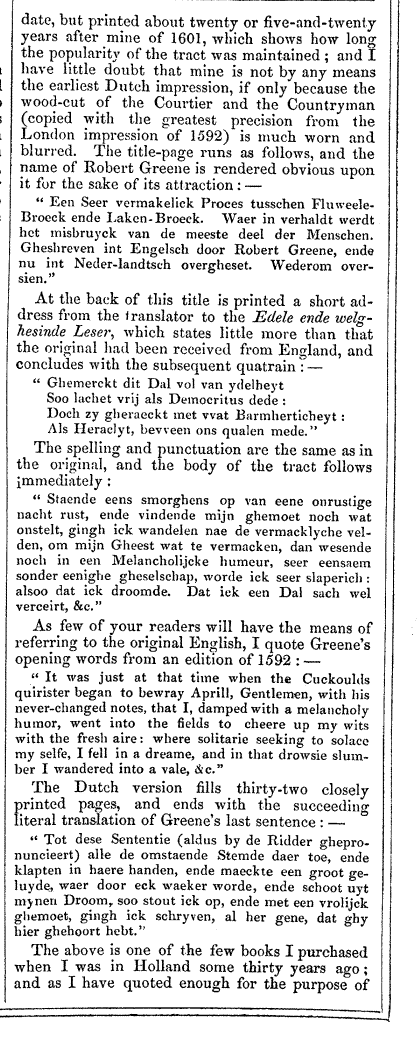 date, but printed about twenty or five-and-twenty
years after mine of 1601, which shows how long
the popularity of the tract was maintained; and I
have little doubt that mine is not by any means
the earliest Dutch impression, if only because the
wood-cut of the Courtier and the Countryman
(copied with the greatest precision from the
London impression of 1592) is much worn and
blurred. The title-page runs as follows, and the
name of Robert Greene is rendered obvious upon
it for the sake of its attraction: —
"Een Seer vermakelick Proces tusschen Fluweele-
Broeck ende Laken-Broeck. Waer in verhaldt werdt
het misbruyck van de meeste deel der Menschen.
Gheshreven int Engelsch door Robert Greene, ende
nu int Neder-landtsch overgheset. Wederom over-
sien."
At the back of this title is printed a short ad-
dress from the translator to the Edele ende welg-
hesinde Leser, which states little more than that
the original had been received from England, and
concludes with the subsequent quatrain: —
"Ghemerckt dit Dal vol van ydelheyt
Soo lachet vrij als Democritus dede:
Doch zy gheraeckt met vvat Barmherticheyt:
Als Heraclyt, bevveen ons qualen mede."
The spelling and punctuation are the same as in
the original, and the body of the tract follows
immediately:
"Staende eens smorghens op van eene onrustige
nacht rust, ende vindende mijn ghemoet noch wat
onstelt, gingh ick wandelen nae de vermacklyche vel-
den, om mijn Gheest wat te vermacken, dan wesende
noch in een Melancholijcke humeur, seer eensaem
sonder eenighe gheselschap, worde ick seer slaperich:
alsoo dat ick droomde. Dat ick een Dal sach wel
verceirt, &c."
As few of your readers will have the means of
referring to the original English, I quote Greene's
opening words from an edition of 1592: —
"It was just at that time when the Cuckoulds
quirister began to bewray Aprill, Gentlemen, with his
never-changed notes, that I, damped with a melancholy
humor, went into the fields to cheere up my wits
with the fresh aire: where solitarie seeking to solace
my selfe, I fell in a dreame, and in that drowsie slum-
ber I wandered into a vale, &c."
The Dutch version fills thirty-two closely
printed pages, and ends with the succeeding
literal translation of Greene's last sentence: —
"Tot dese Sententie (aldus by de Ridder ghepro-
nuncieert) alle de omstaende Stemde daer toe, ende
klapten in haere handen, ende maeckte een groot ge-
luyde, waer door eck waeker worde, ende schoot uyt
mynen Droom, soo stout ick op, ende met een vrolijck
ghemoet, gingh ick schryven, al her gene, dat ghy
hier ghehoort hebt."
The above is one of the few books I purchased
when I was in Holland some thirty years ago;
and as I have quoted enough for the purpose of